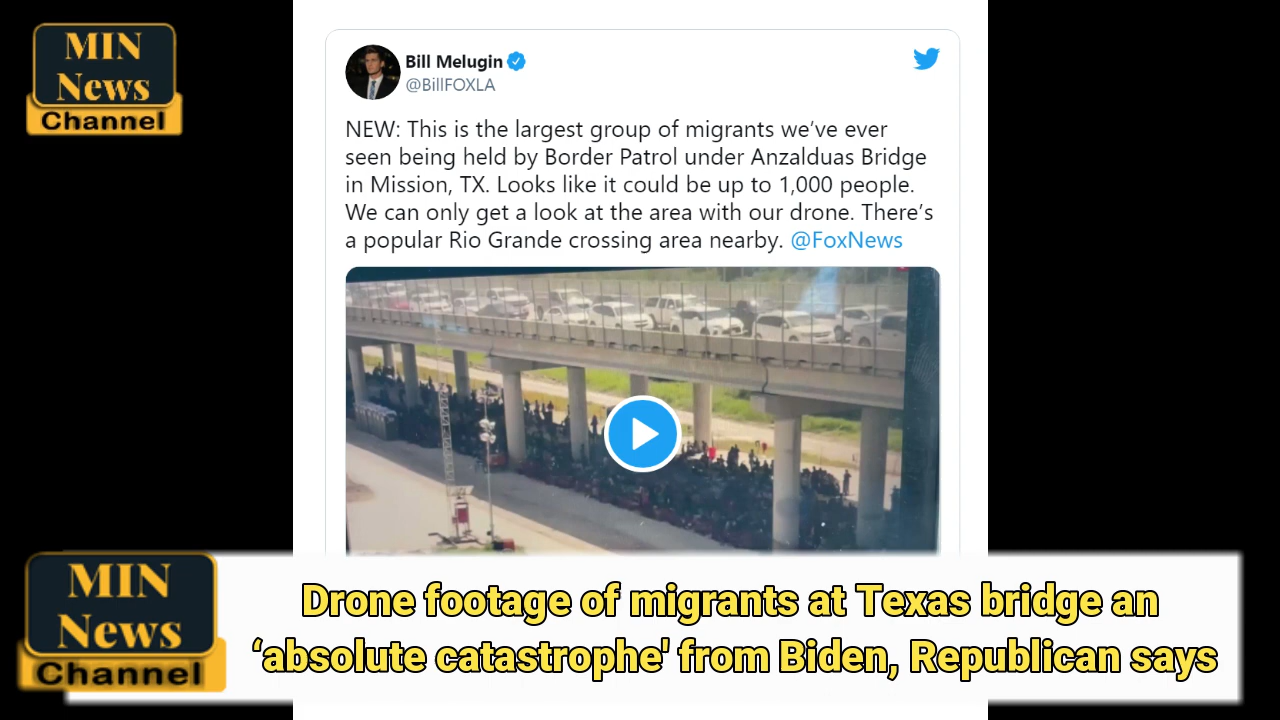 MIN
News
Channel
Bill Melugin
@BillFOXLA
NEW: This is the largest group of migrants we’ve ever
seen being held by Border Patrol under Anzalduas Bridge
in Mission, TX. Looks like it could be up to 1,000 people.
We can only get a look at the area with our drone. There’s
a popular Rio Grande crossing area nearby. @FoxNews
MIN
News
Channel
Drone footage of migrants at Texas bridge an
‘absolute catastrophe' from Biden, Republican says